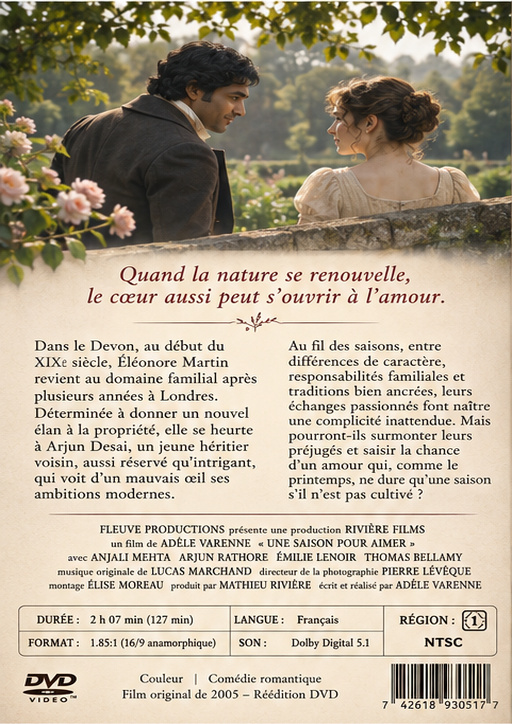 Quand la nature se renouvelle,
le cœur aussi peut s'ouvrir à l'amour.
Dans le Devon, au début du
XIXe siècle, Éléonore Martin
revient au domaine familial après
plusieurs années à Londres.
Déterminée à donner un nouvel
élan à la propriété, elle se heurte
à Arjun Desai, un jeune héritier
voisin, aussi réservé qu'intrigant,
qui voit d'un mauvais œil ses
ambitions modernes.
Au fil des saisons, entre
différences de caractère,
responsabilités familiales et
traditions bien ancrées, leurs
échanges passionnés font naître
une complicité inattendue. Mais
pourront-ils surmonter leurs
préjugés et saisir la chance
d'un amour qui, comme le
printemps, ne dure qu'une saison
s'il n'est pas cultivé ?
FLEUVE PRODUCTIONS présente une production RIVIÈRE FILMS
un film de ADÈLE VARENNE « UNE SAISON POUR AIMER »
avec ANJALI MEHTA ARJUN RATHORE ÉMILIE LENOIR THOMAS BELLAMY
musique originale de LUCAS MARCHAND directeur de la photographie PIERRE LÉVÊQUE
montage ÉLISE MOREAU produit par MATHIEU RIVIÈRE écrit et réalisé par ADÈLE VARENNE
DURÉE : 2 h 07 min (127 min)
LANGUE : Français
RÉGION : 1
FORMAT : 1.85:1 (16/9 anamorphique)
SON : Dolby Digital 5.1
NTSC
DVD
VIDEO™
Couleur | Comédie romantique
Film original de 2005 – Réédition DVD
7 42618 930517 7